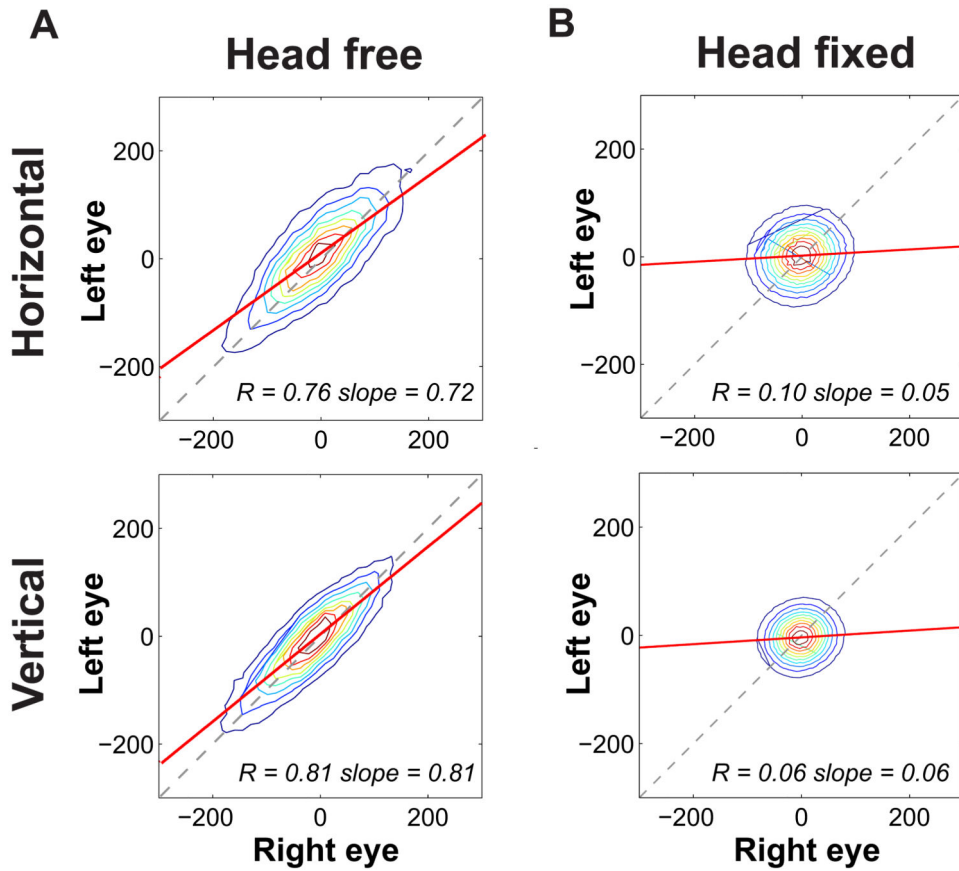 A
Head free
B
Head fixed
Horizontal
Left eye
200
0
−200
R = 0.76 slope = 0.72
−200 0 200
200
0
−200
R = 0.10 slope = 0.05
−200 0 200
Vertical
Left eye
200
0
−200
R = 0.81 slope = 0.81
−200 0 200
Right eye
Left eye
200
0
−200
R = 0.06 slope = 0.06
−200 0 200
Right eye